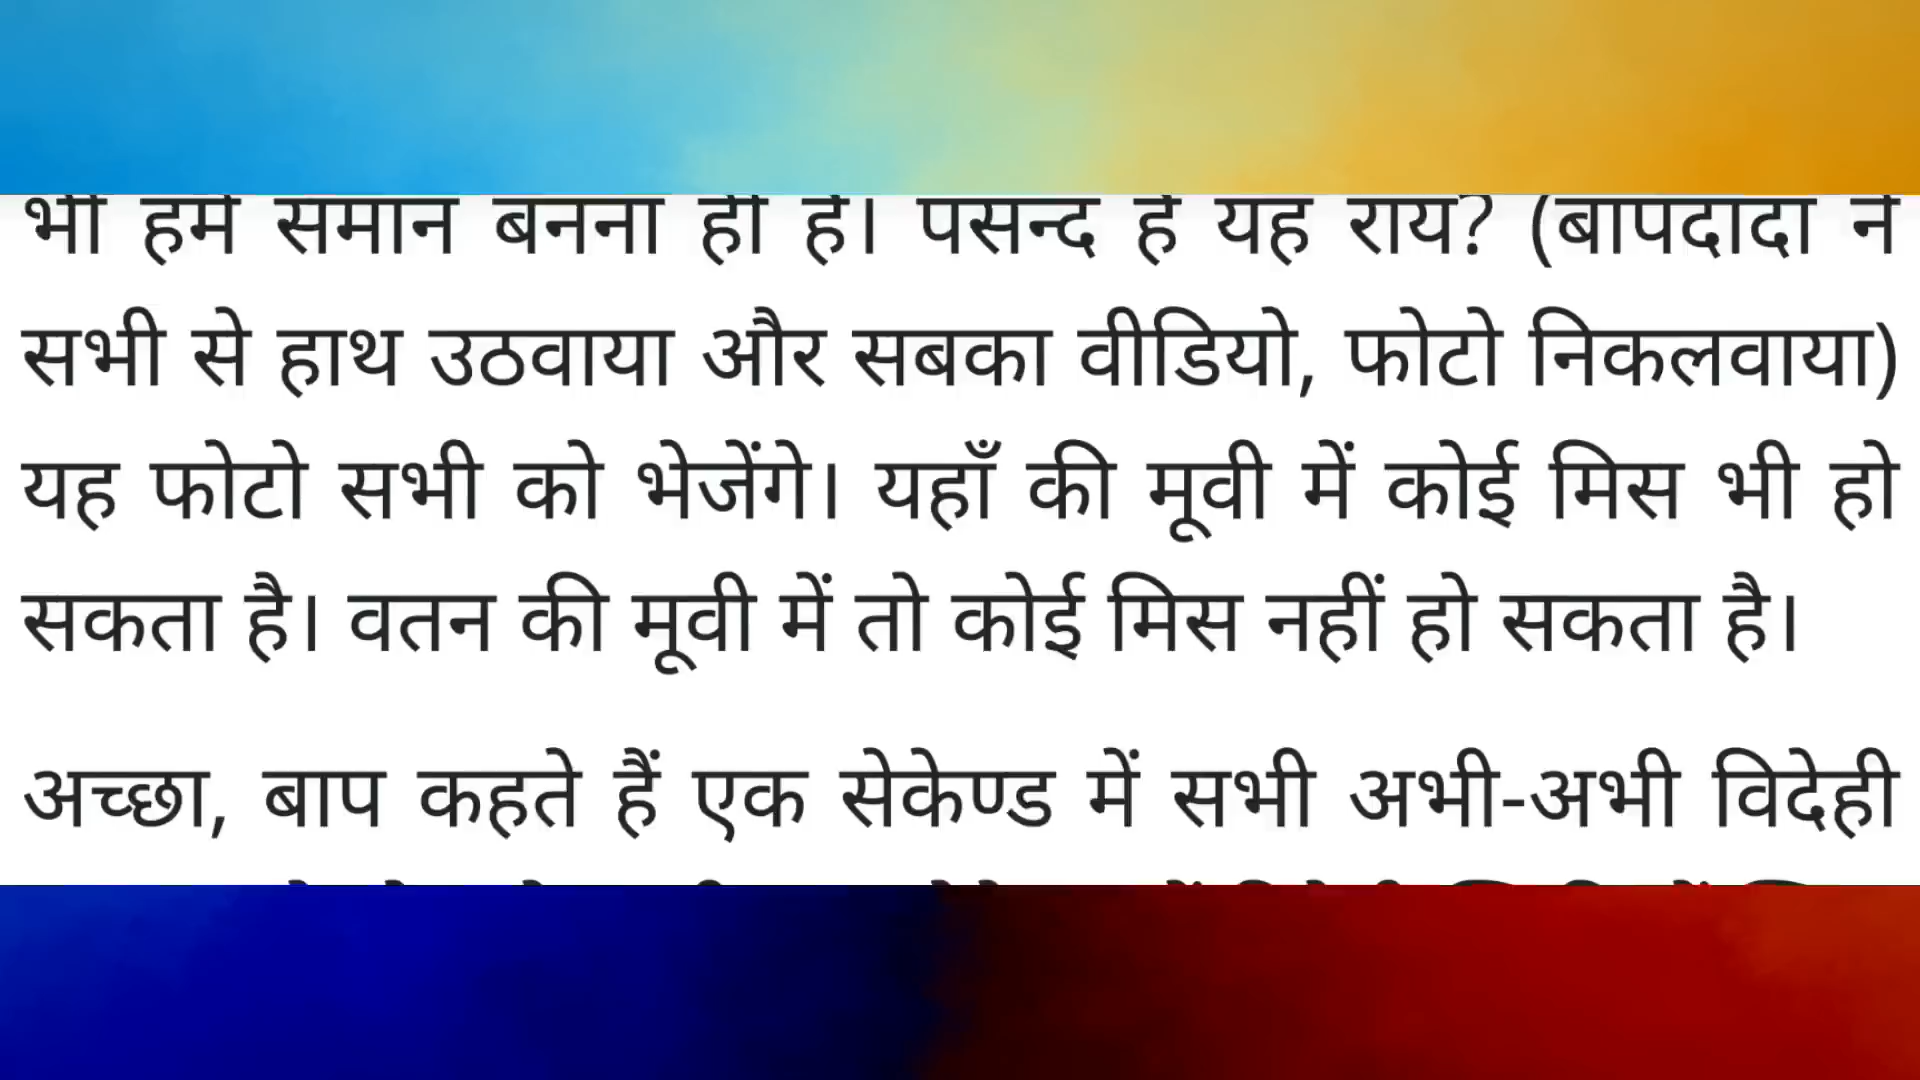 भी हमें समान बनना ही है। पसन्द है यह राय? (बापदादा ने
सभी से हाथ उठवाया और सबका वीडियो, फोटो निकलवाया)
यह फोटो सभी को भेजेंगे। यहाँ की मूवी में कोई मिस भी हो
सकता है। वतन की मूवी में तो कोई मिस नहीं हो सकता है।
अच्छा, बाप कहते हैं एक सेकेण्ड में सभी अभी-अभी विदेही